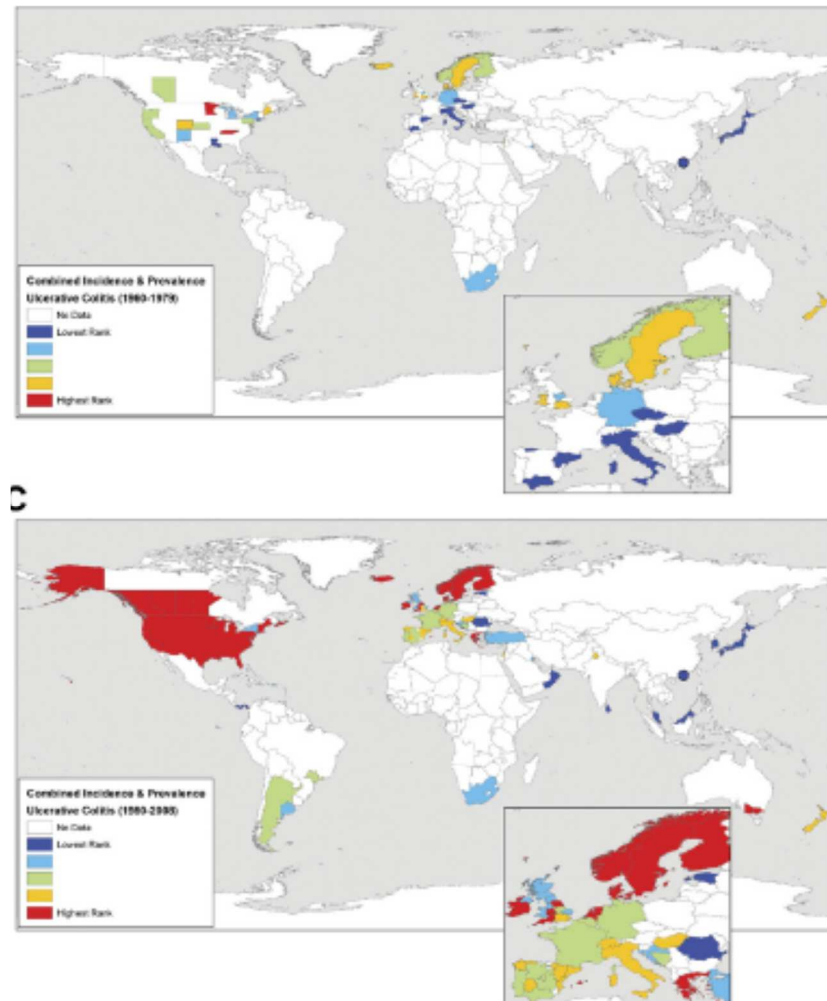 Combined Incidence & Prevalence
Ulcerative Colitis (1960-1979)
No Data
Lowest Rank
Highest Rank
C
Combined Incidence & Prevalence
Ulcerative Colitis (1980-2008)
No Data
Lowest Rank
Highest Rank